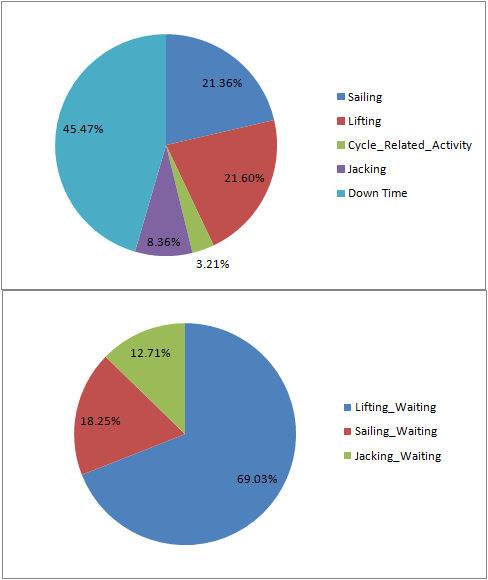 21.36%
21.60%
3.21%
8.36%
45.47%
Sailing
Lifting
Cycle_Related_Activity
Jacking
Down Time
12.71%
18.25%
69.03%
Lifting_Waiting
Sailing_Waiting
Jacking_Waiting